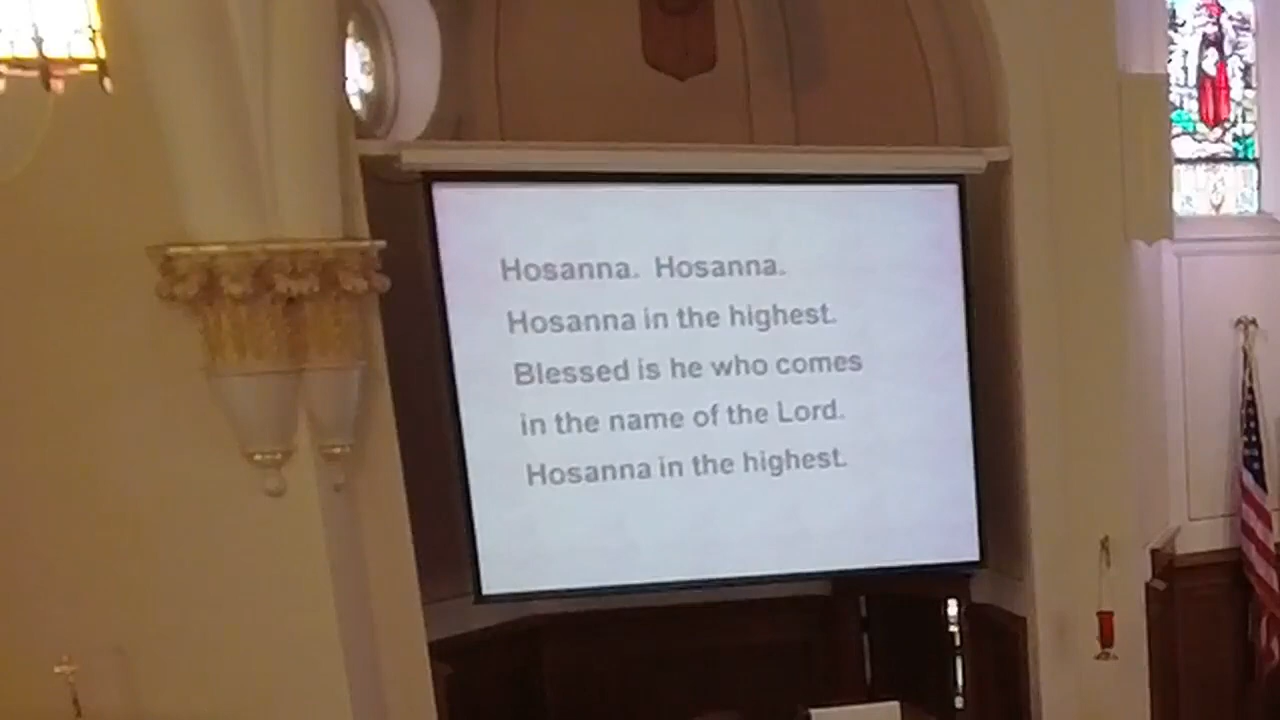 Hosanna. Hosanna.
Hosanna in the highest.
Blessed is he who comes
in the name of the Lord.
Hosanna in the highest.